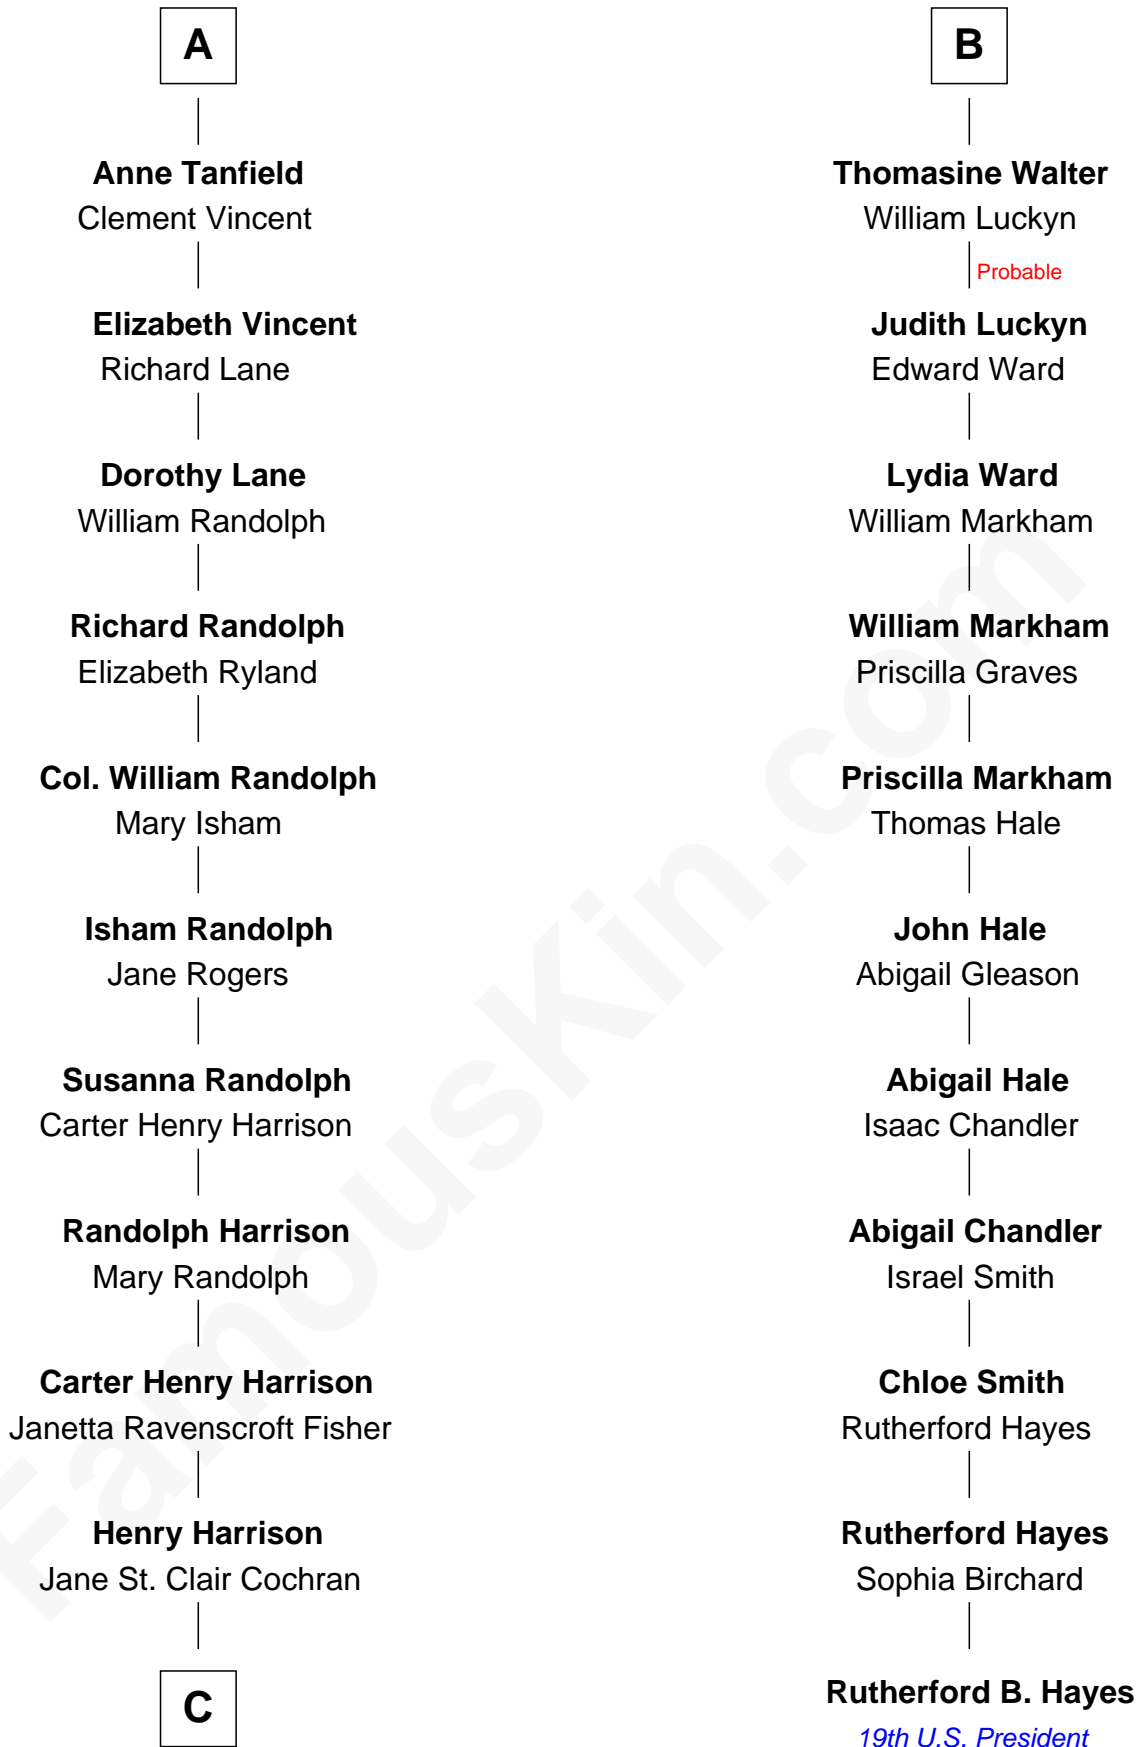 A
Anne Tanfield
Clement Vincent
Elizabeth Vincent
Richard Lane
Dorothy Lane
William Randolph
Richard Randolph
Elizabeth Ryland
Col. William Randolph
Mary Isham
Isham Randolph
Jane Rogers
Susanna Randolph
Carter Henry Harrison
Randolph Harrison
Mary Randolph
Carter Henry Harrison
Janetta Ravenscroft Fisher
Henry Harrison
Jane St. Clair Cochran
C
B
Thomasine Walter
William Luckyn
Probable
Judith Luckyn
Edward Ward
Lydia Ward
William Markham
William Markham
Priscilla Graves
Priscilla Markham
Thomas Hale
John Hale
Abigail Gleason
Abigail Hale
Isaac Chandler
Abigail Chandler
Israel Smith
Chloe Smith
Rutherford Hayes
Rutherford Hayes
Sophia Birchard
Rutherford B. Hayes
19th U.S. President
FamousKin.com